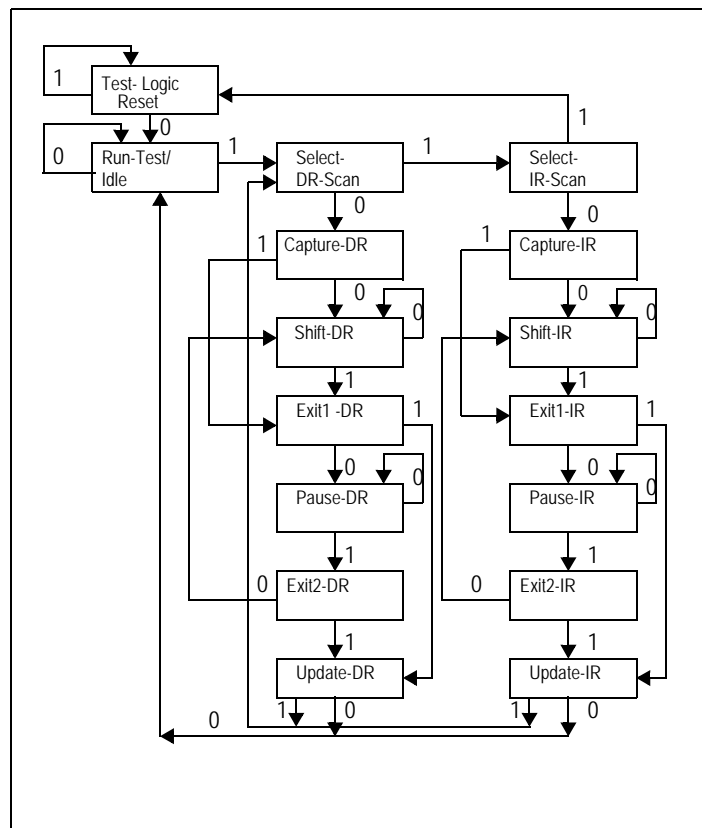 1
Test- Logic
Reset
1
0
0
Run-Test/
Idle
1
Select-
DR-Scan
1
Select-
IR-Scan
0
0
1
Capture-DR
1
Capture-IR
0
0
Shift-DR
0
Shift-IR
0
1
1
Exit1 -DR
1
Exit1-IR
1
0
0
Pause-DR
0
Pause-IR
0
1
1
0
Exit2-DR
0
Exit2-IR
1
1
Update-DR
Update-IR
1
0
1
0
0